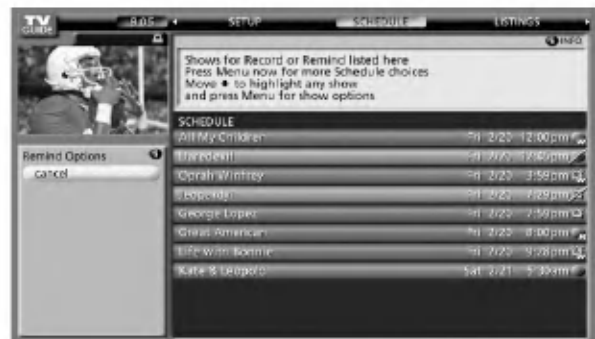 TV
GUIDE
8:05
SETUP
SCHEDULE
LISTINGS
INFO
Shows for Record or Remind listed here
Press Menu now for more Schedule choices
Move to highlight any show
and press Menu for show options
SCHEDULE
All My Children Fri 2/20 12:00pm
Daredevil Fri 2/20
Oprah Winfrey Fri 2/20 3:59pm
Jeopardy! Fri 2/20 7:29pm
George Lopez Fri 2/20 7:59pm
Great American Fri 2/20 8:00pm
Life With Bonnie Fri 2/20 9:28pm
Kate & Leopold Sat 2/21 5:30am
Remind Options
cancel